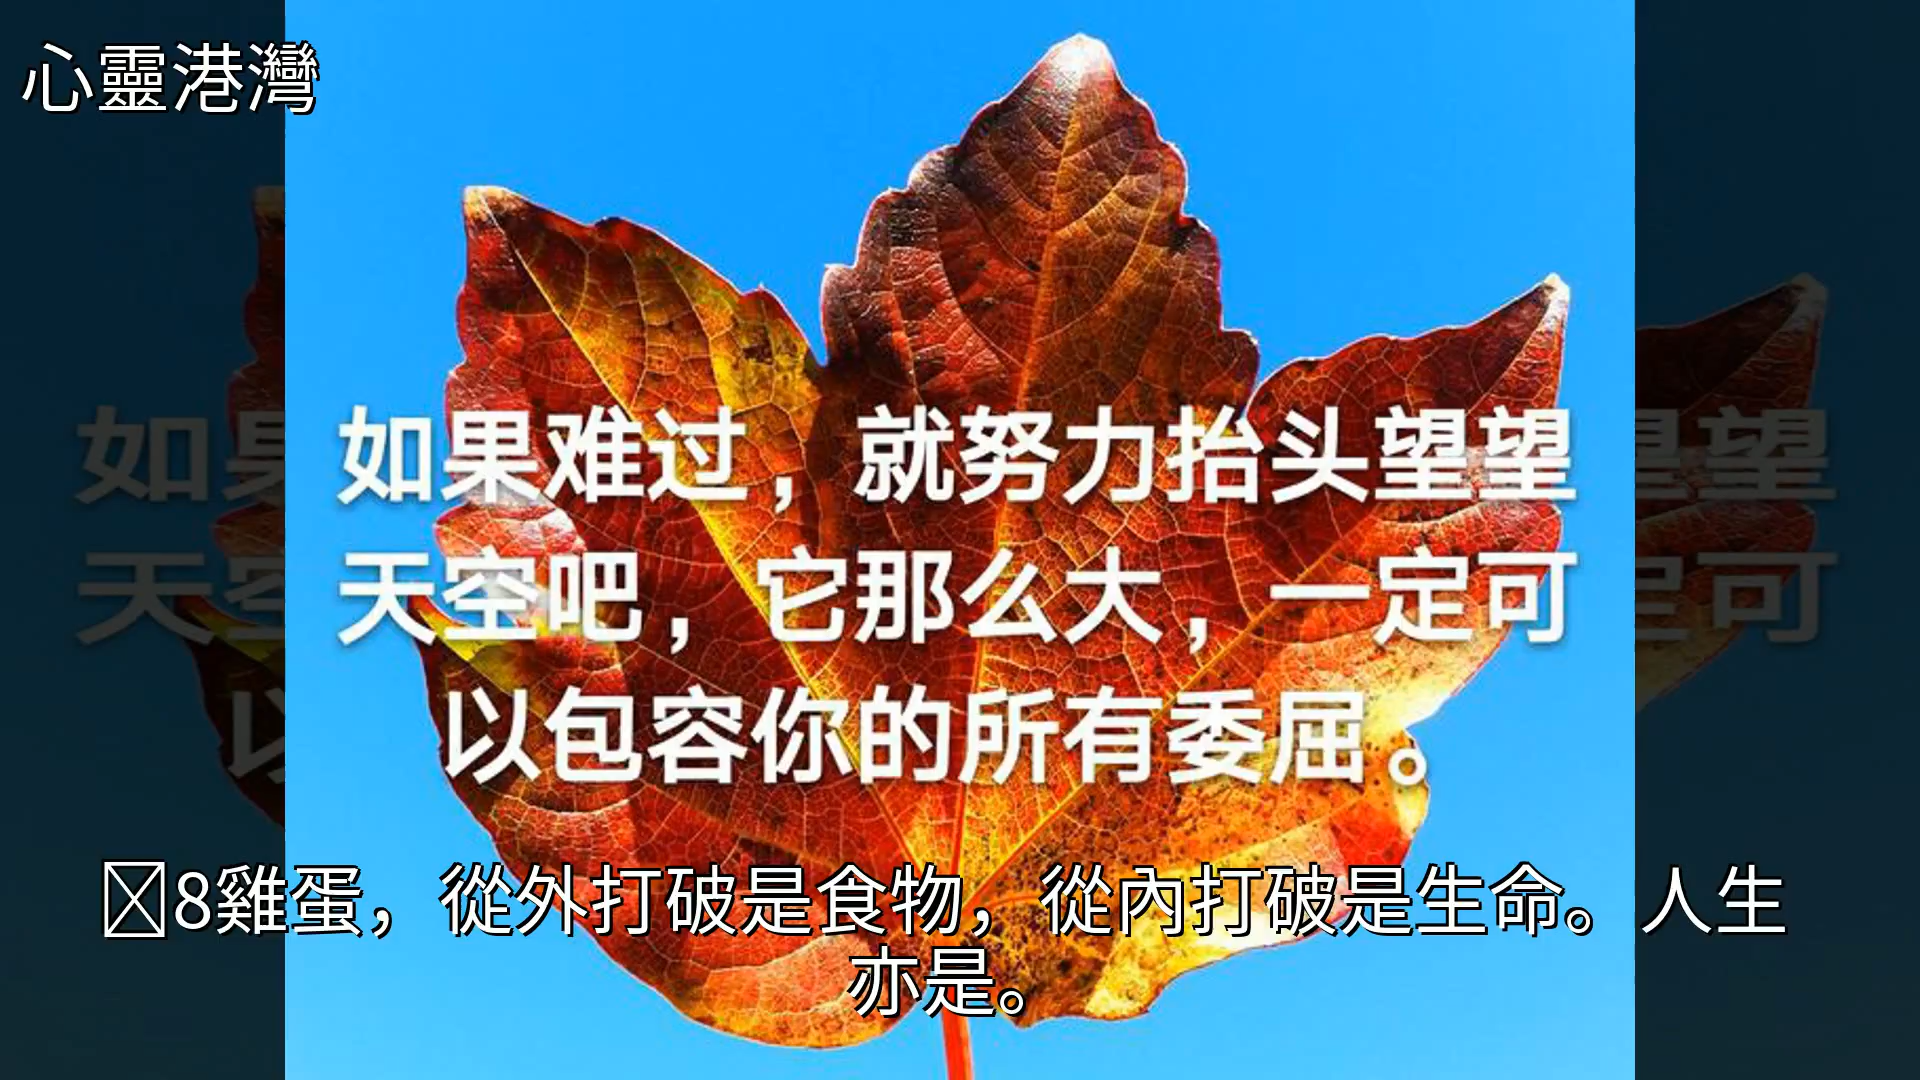 心靈港灣
如果难过，就努力抬头望望
天空吧，它那么大，一定可
以包容你的所有委屈。
8雞蛋，從外打破是食物，從內打破是生命。人生
亦是。